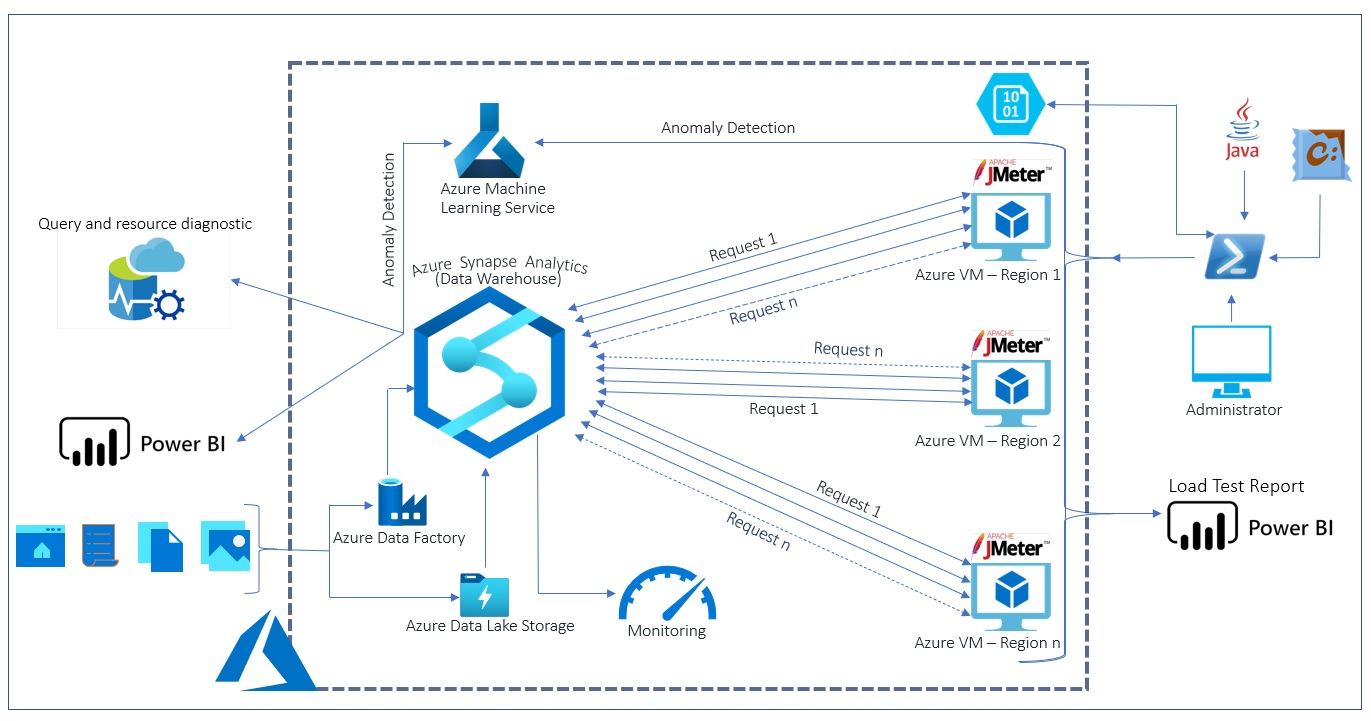 10
01
Java
C:
Anomaly Detection
APACHE
JMeter™
Azure Machine
Learning Service
Anomaly Detection
Query and resource diagnostic
Request 1
Azure Synapse Analytics
(Data Warehouse)
Azure VM – Region 1
Request n
APACHE
JMeter™
Request n
Request 1
Administrator
Power BI
Azure VM – Region 2
Request 1
Load Test Report
Power BI
Request n
Azure Data Factory
APACHE
JMeter™
Azure Data Lake Storage
Monitoring
Azure VM – Region n